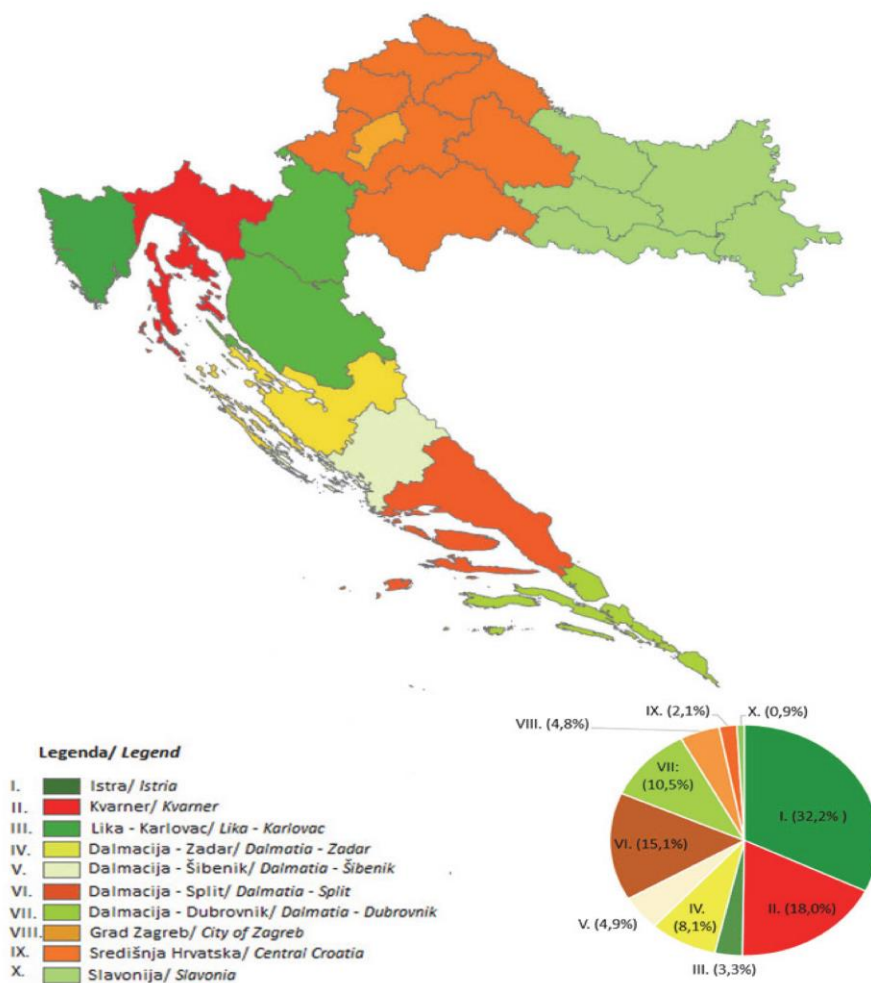 Legenda/ Legend
I. Istra/ Istria
II. Kvarner/ Kvarner
III. Lika - Karlovac/ Lika - Karlovac
IV. Dalmacija - Zadar/ Dalmatia - Zadar
V. Dalmacija - Šibenik/ Dalmatia - Šibenik
VI. Dalmacija - Split/ Dalmatia - Split
VII. Dalmacija - Dubrovnik/ Dalmatia - Dubrovnik
VIII. Grad Zagreb/ City of Zagreb
IX. Središnja Hrvatska/ Central Croatia
X. Slavonija/ Slavonia
VIII. (4,8%)
IX. (2,1%)
X. (0,9%)
VII:
(10,5%)
I. (32,2% )
VI. (15,1%)
IV.
(8,1%)
II. (18,0%)
V. (4,9%)
III. (3,3%)